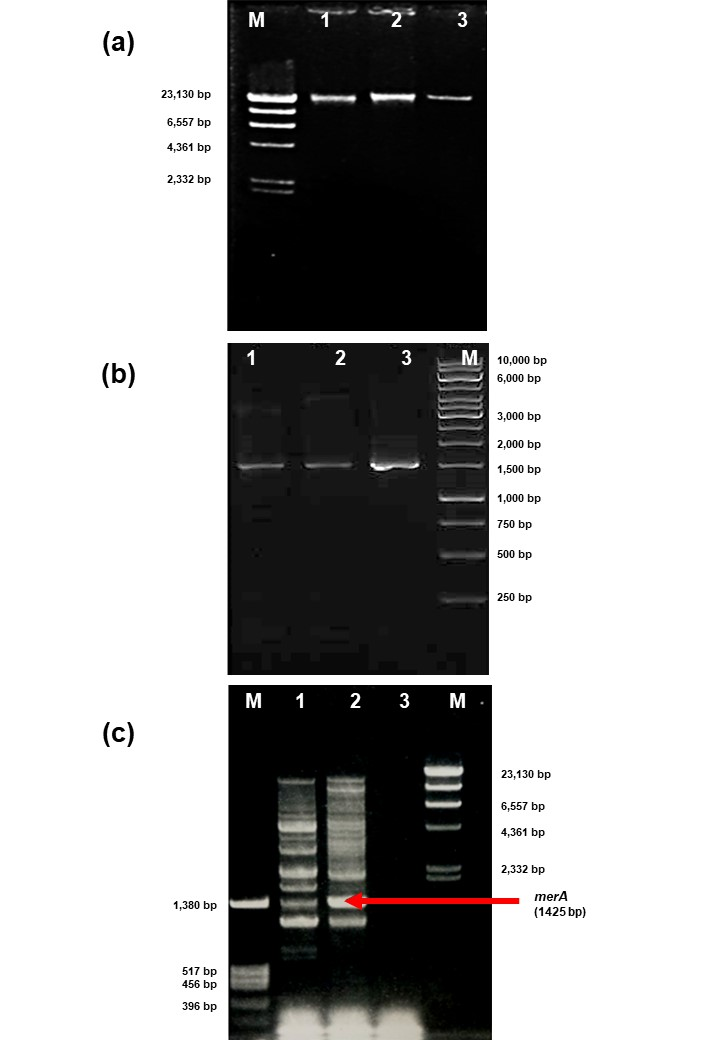 (a)
M 1 2 3
23,130 bp
6,557 bp
4,361 bp
2,332 bp
(b)
1 2 3 M
10,000 bp
6,000 bp
3,000 bp
2,000 bp
1,500 bp
1,000 bp
750 bp
500 bp
250 bp
(c)
M 1 2 3 M
23,130 bp
6,557 bp
4,361 bp
2,332 bp
1,380 bp
merA
(1425 bp)
517 bp
456 bp
396 bp